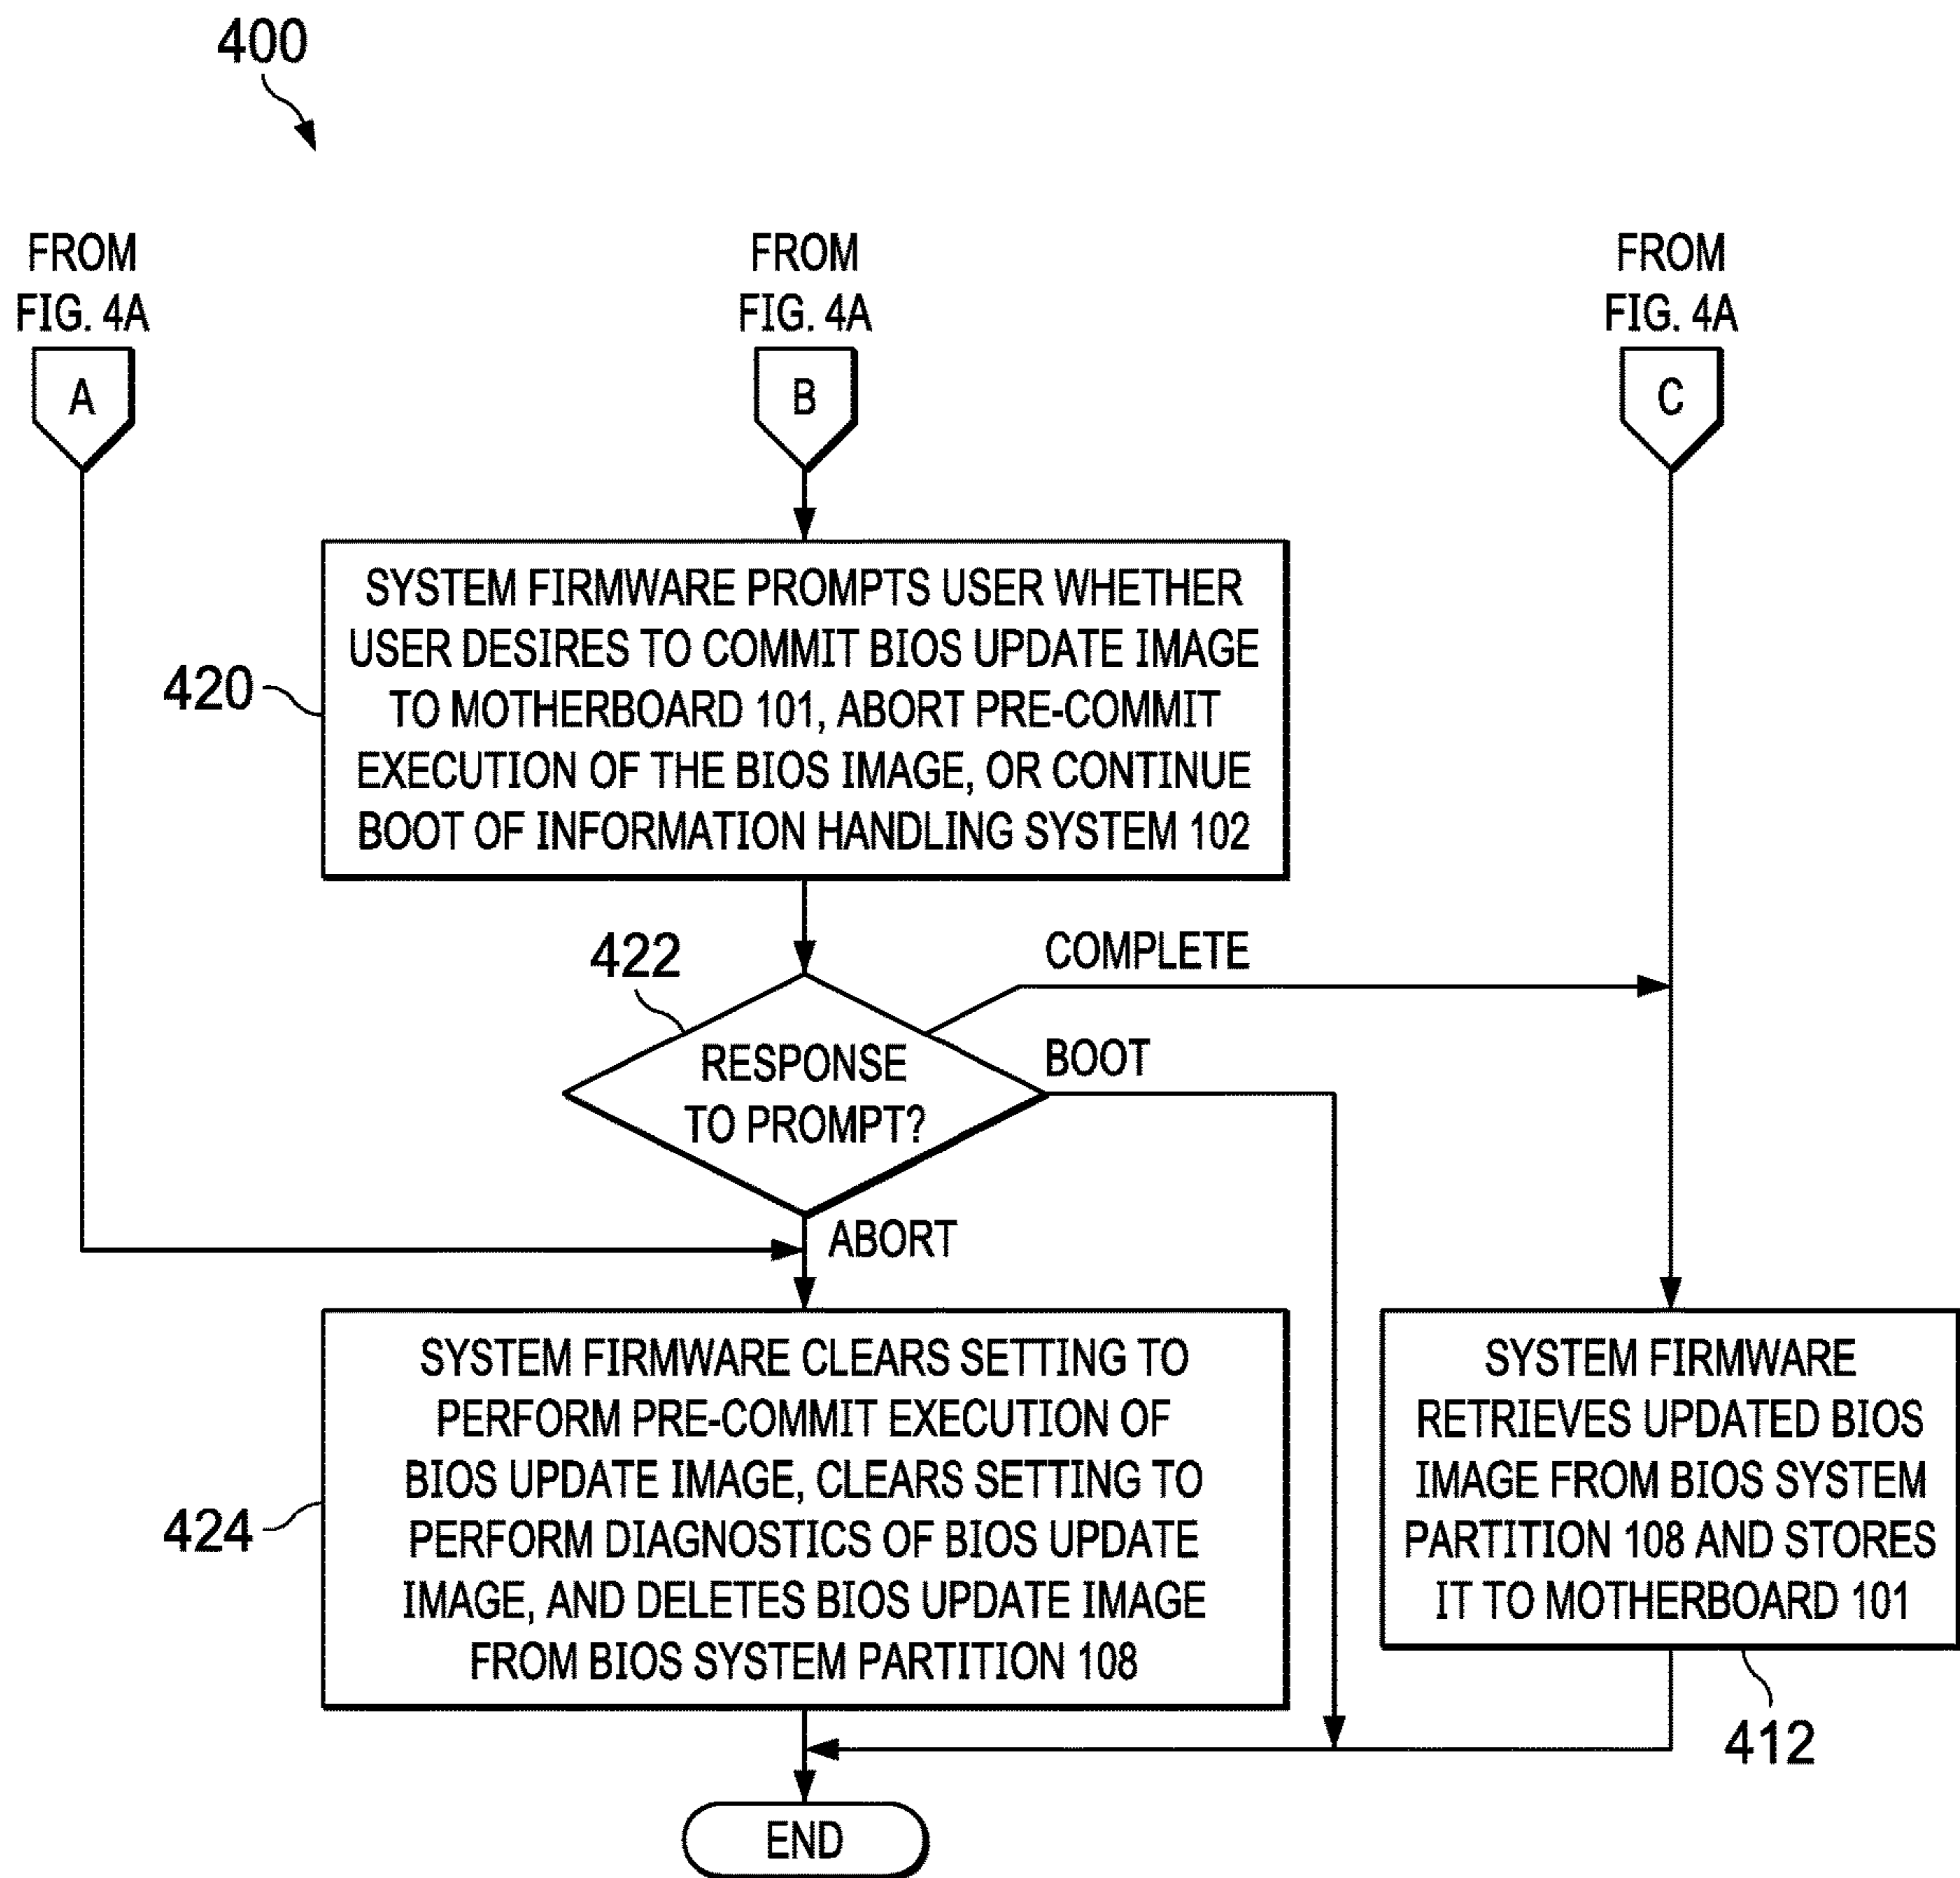 400
FROM
FIG. 4A
A
FROM
FIG. 4A
B
FROM
FIG. 4A
C
420
SYSTEM FIRMWARE PROMPTS USER WHETHER
USER DESIRES TO COMMIT BIOS UPDATE IMAGE
TO MOTHERBOARD 101, ABORT PRE-COMMIT
EXECUTION OF THE BIOS IMAGE, OR CONTINUE
BOOT OF INFORMATION HANDLING SYSTEM 102
422
RESPONSE
TO PROMPT?
COMPLETE
BOOT
ABORT
424
SYSTEM FIRMWARE CLEARS SETTING TO
PERFORM PRE-COMMIT EXECUTION OF
BIOS UPDATE IMAGE, CLEARS SETTING TO
PERFORM DIAGNOSTICS OF BIOS UPDATE
IMAGE, AND DELETES BIOS UPDATE IMAGE
FROM BIOS SYSTEM PARTITION 108
SYSTEM FIRMWARE
RETRIEVES UPDATED BIOS
IMAGE FROM BIOS SYSTEM
PARTITION 108 AND STORES
IT TO MOTHERBOARD 101
412
END